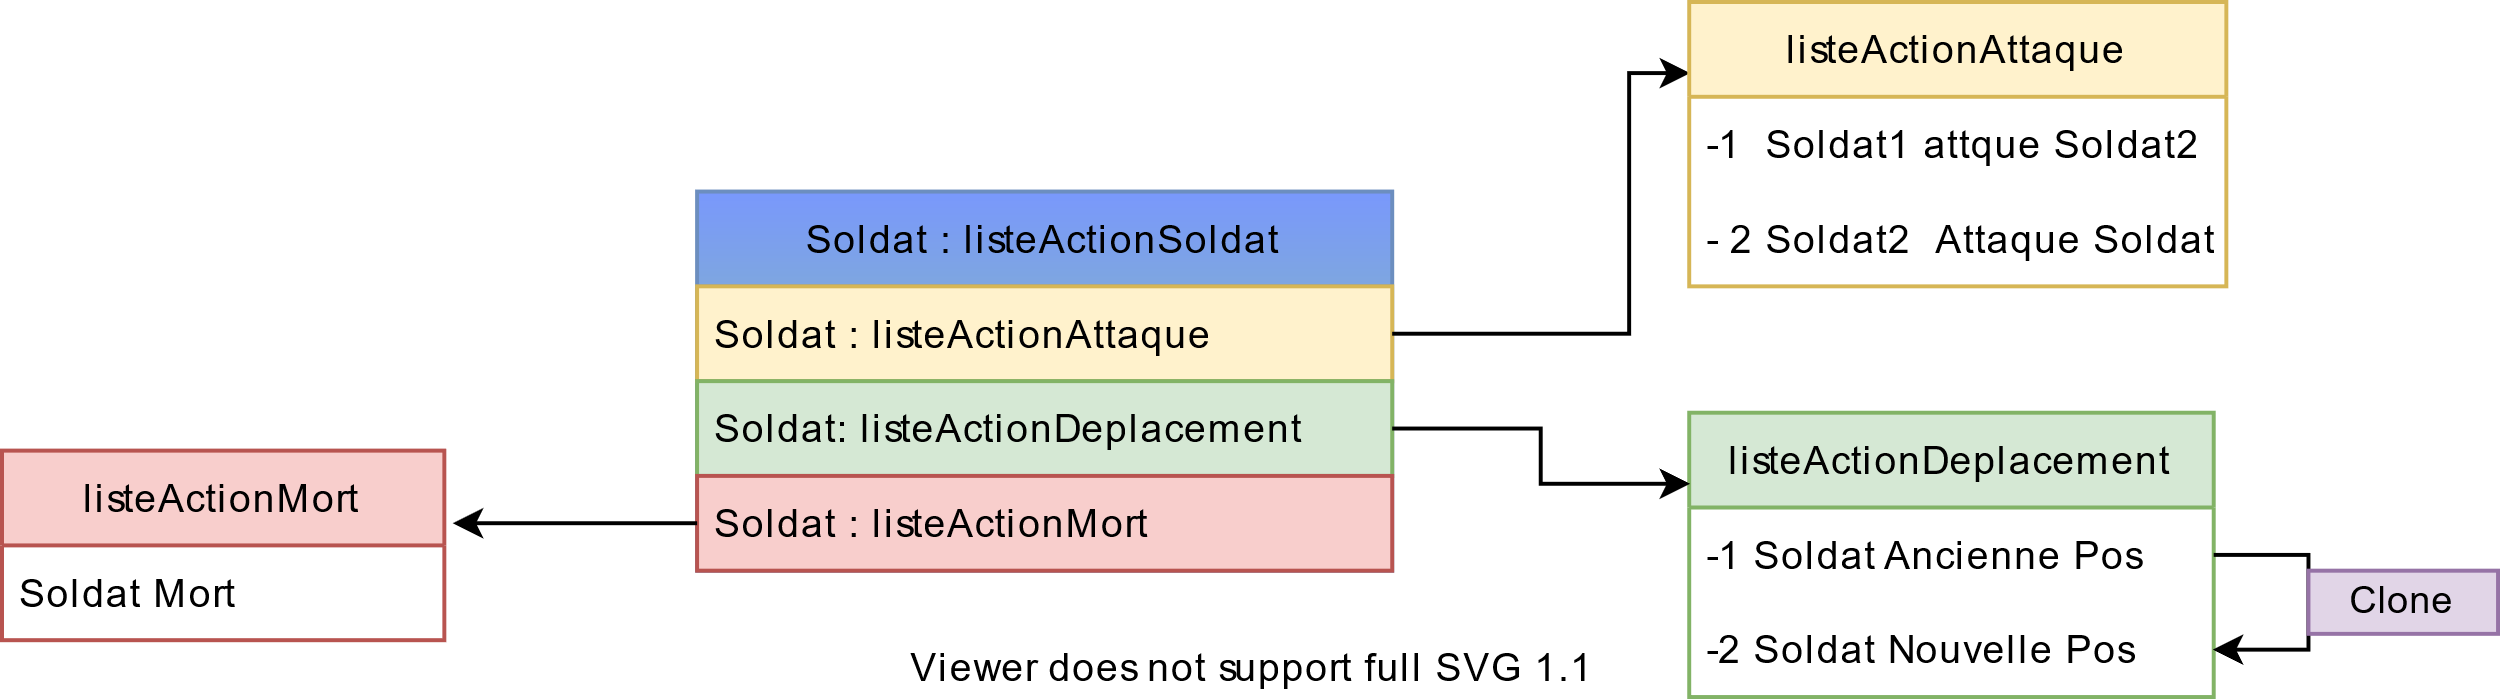 listeActionAttaque
-1 Soldat1 attque Soldat2
- 2 Soldat2 Attaque Soldat
Soldat : listeActionSoldat
Soldat : listeActionAttaque
Soldat: listeActionDeplacement
Soldat : listeActionMort
listeActionMort
Soldat Mort
listeActionDeplacement
-1 Soldat Ancienne Pos
-2 Soldat Nouvelle Pos
Clone
Viewer does not support full SVG 1.1